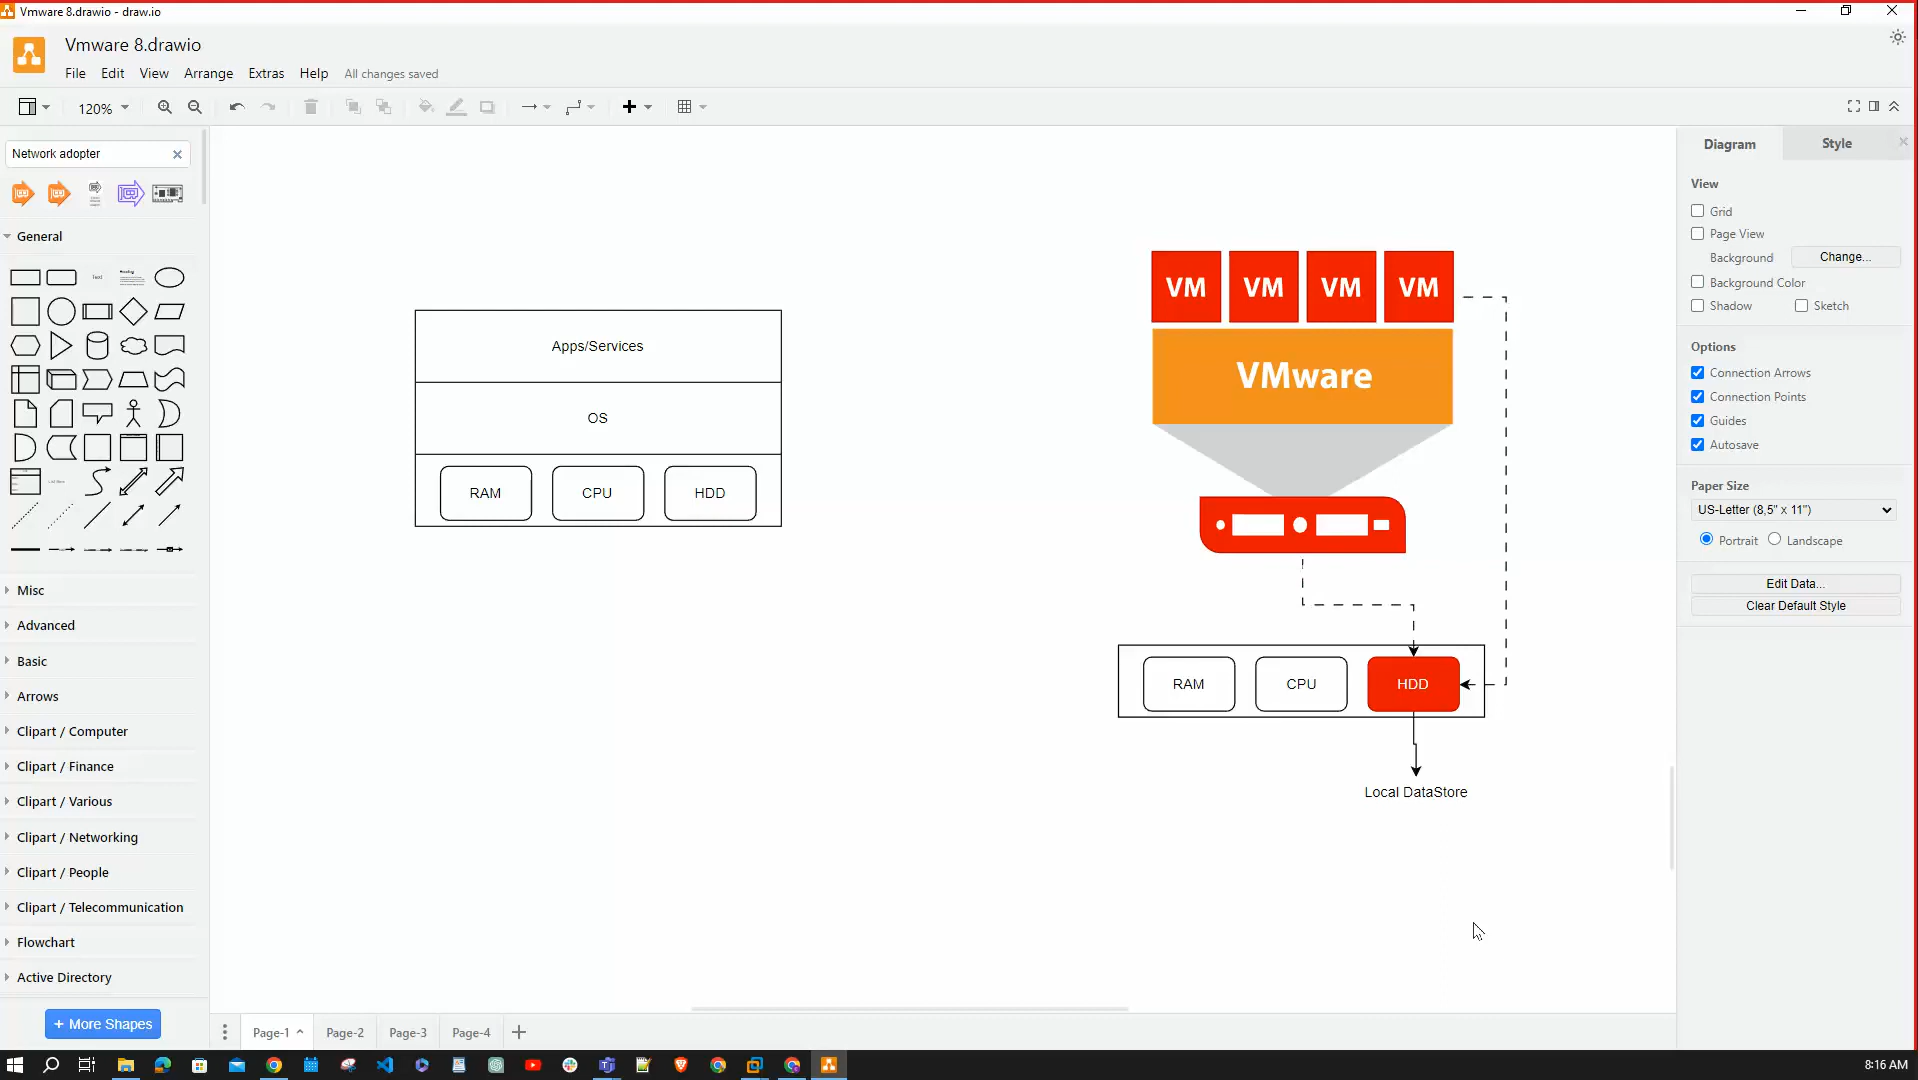 Vmware 8.drawio - draw.io
Vmware 8.drawio
File Edit View Arrange Extras Help All changes saved
120%
Network adopter
General
Text
Heading
Misc
Advanced
Basic
Arrows
Clipart / Computer
Clipart / Finance
Clipart / Various
Clipart / Networking
Clipart / People
Clipart / Telecommunication
Flowchart
Active Directory
+ More Shapes
Apps/Services
OS
RAM CPU HDD
VM VM VM VM
VMware
RAM CPU HDD
Local DataStore
Diagram Style
View
Grid
Page View
Background Change...
Background Color
Shadow Sketch
Options
Connection Arrows
Connection Points
Guides
Autosave
Paper Size
US-Letter (8,5" x 11")
Portrait Landscape
Edit Data...
Clear Default Style
Page-1 Page-2 Page-3 Page-4
8:16 AM